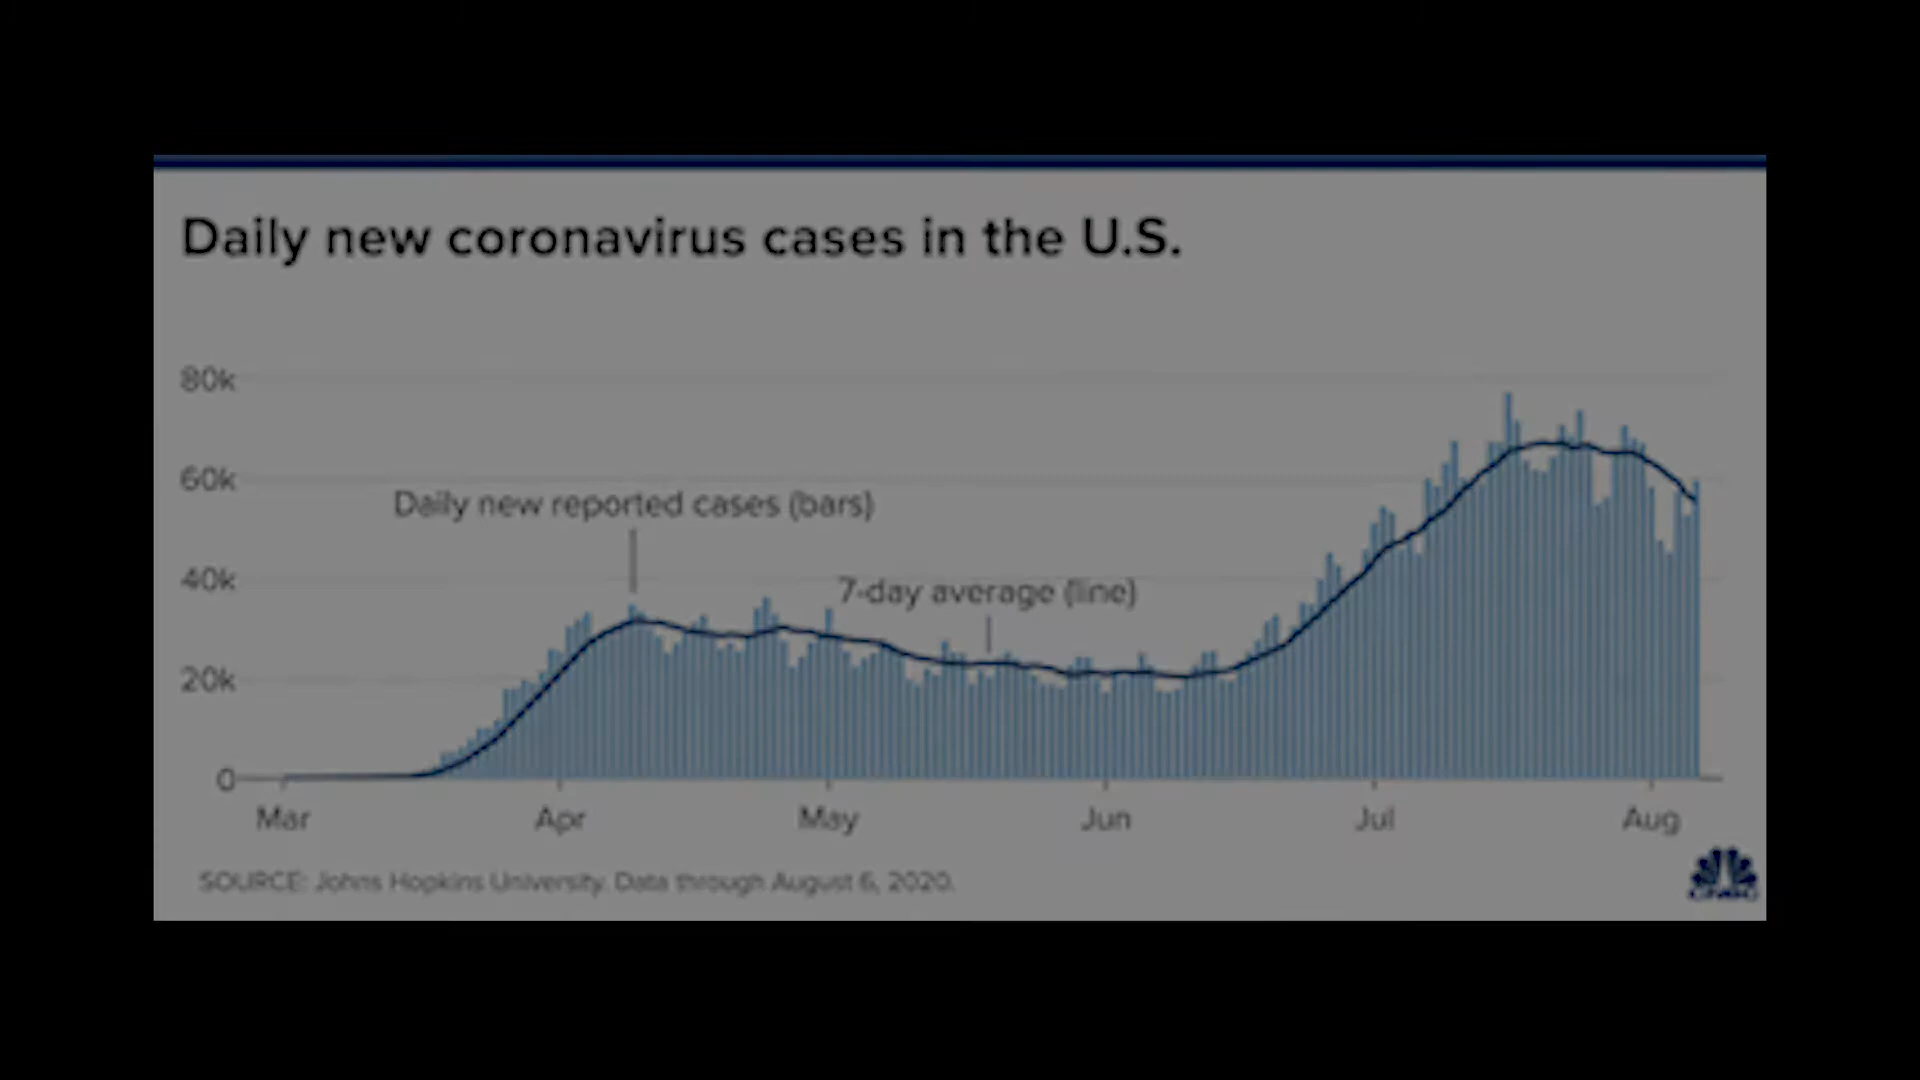 Daily new coronavirus cases in the U.S.
80k
60k
Daily new reported cases (bars)
40k
7-day average (line)
20k
0
Mar Apr May Jun Jul Aug
SOURCE: Johns Hopkins University. Data through August 6, 2020.
CNBC